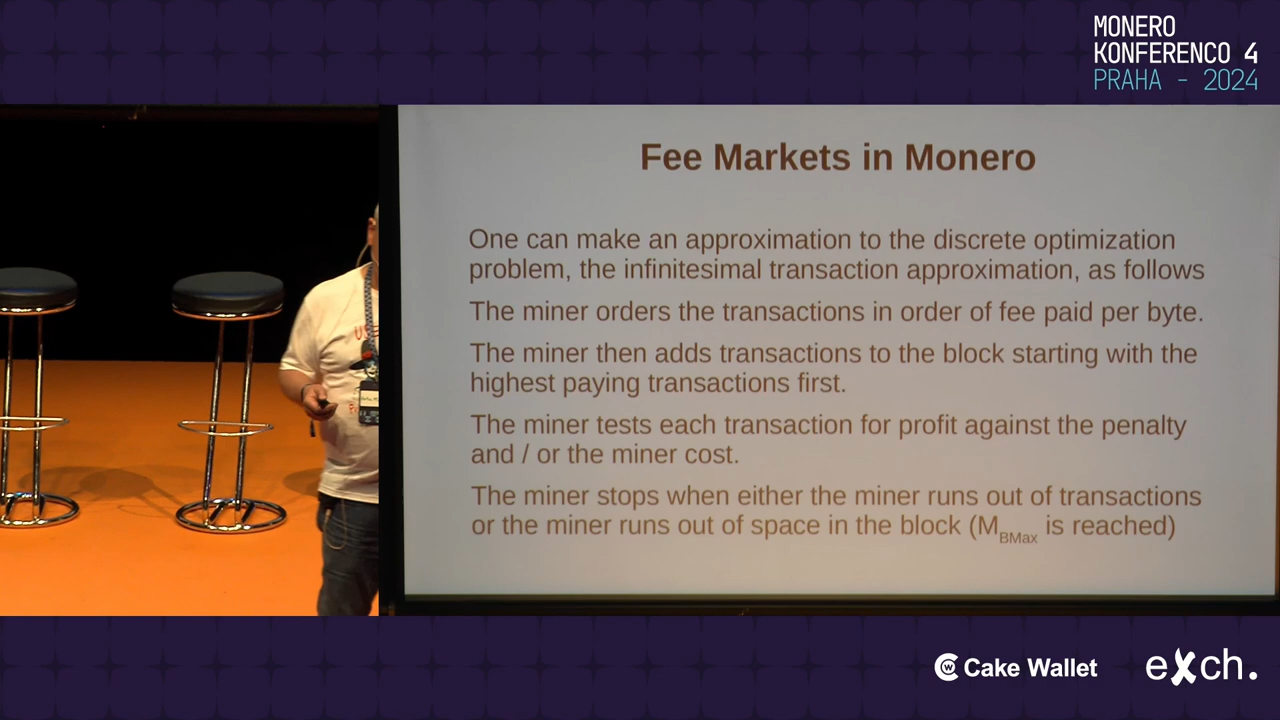 MONERO
KONFERENCO 4
PRAHA - 2024
Fee Markets in Monero
One can make an approximation to the discrete optimization
problem, the infinitesimal transaction approximation, as follows
The miner orders the transactions in order of fee paid per byte.
The miner then adds transactions to the block starting with the
highest paying transactions first.
The miner tests each transaction for profit against the penalty
and / or the miner cost.
The miner stops when either the miner runs out of transactions
or the miner runs out of space in the block (M_BMax is reached)
Cake Wallet
eXch.